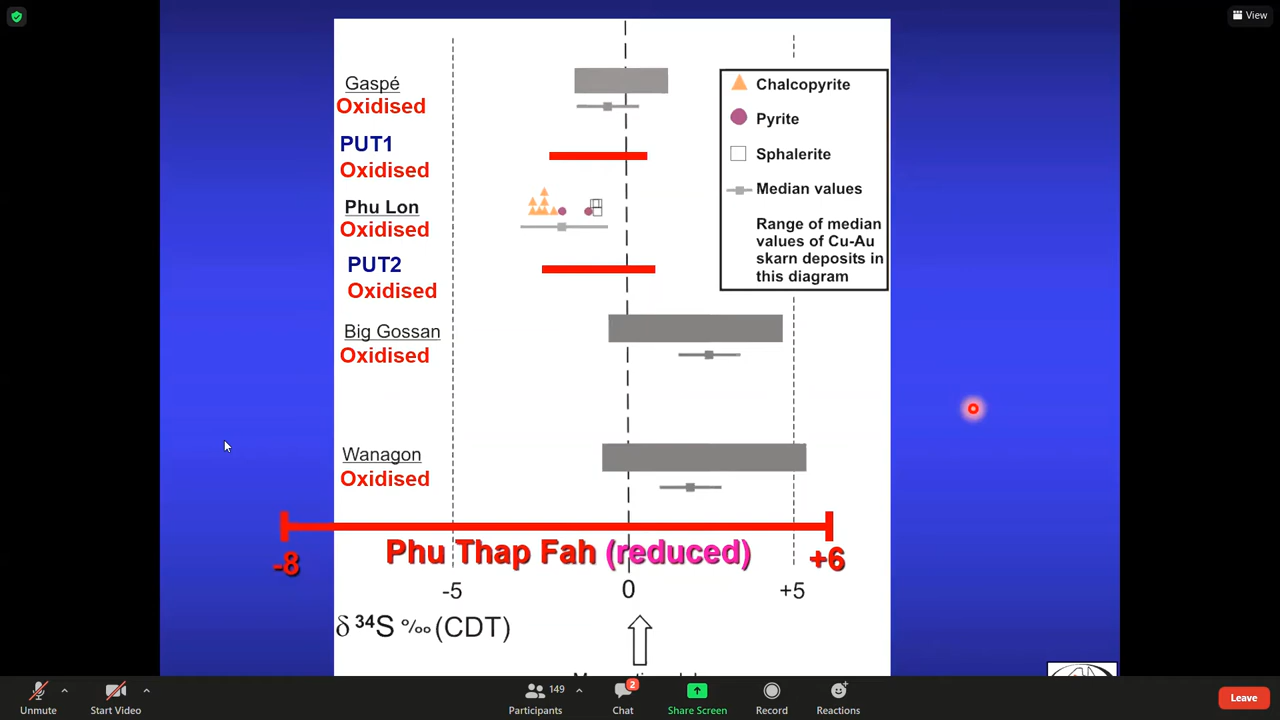 View
Gaspé
Oxidised
PUT1
Oxidised
Phu Lon
Oxidised
PUT2
Oxidised
Big Gossan
Oxidised
Wanagon
Oxidised
Chalcopyrite
Pyrite
Sphalerite
Median values
Range of median
values of Cu-Au
skarn deposits in
this diagram
Phu Thap Fah (reduced)
-8
+6
-5
0
+5
δ ³⁴S ‰ (CDT)
Unmute
Start Video
149
Participants
2
Chat
Share Screen
Record
Reactions
Leave